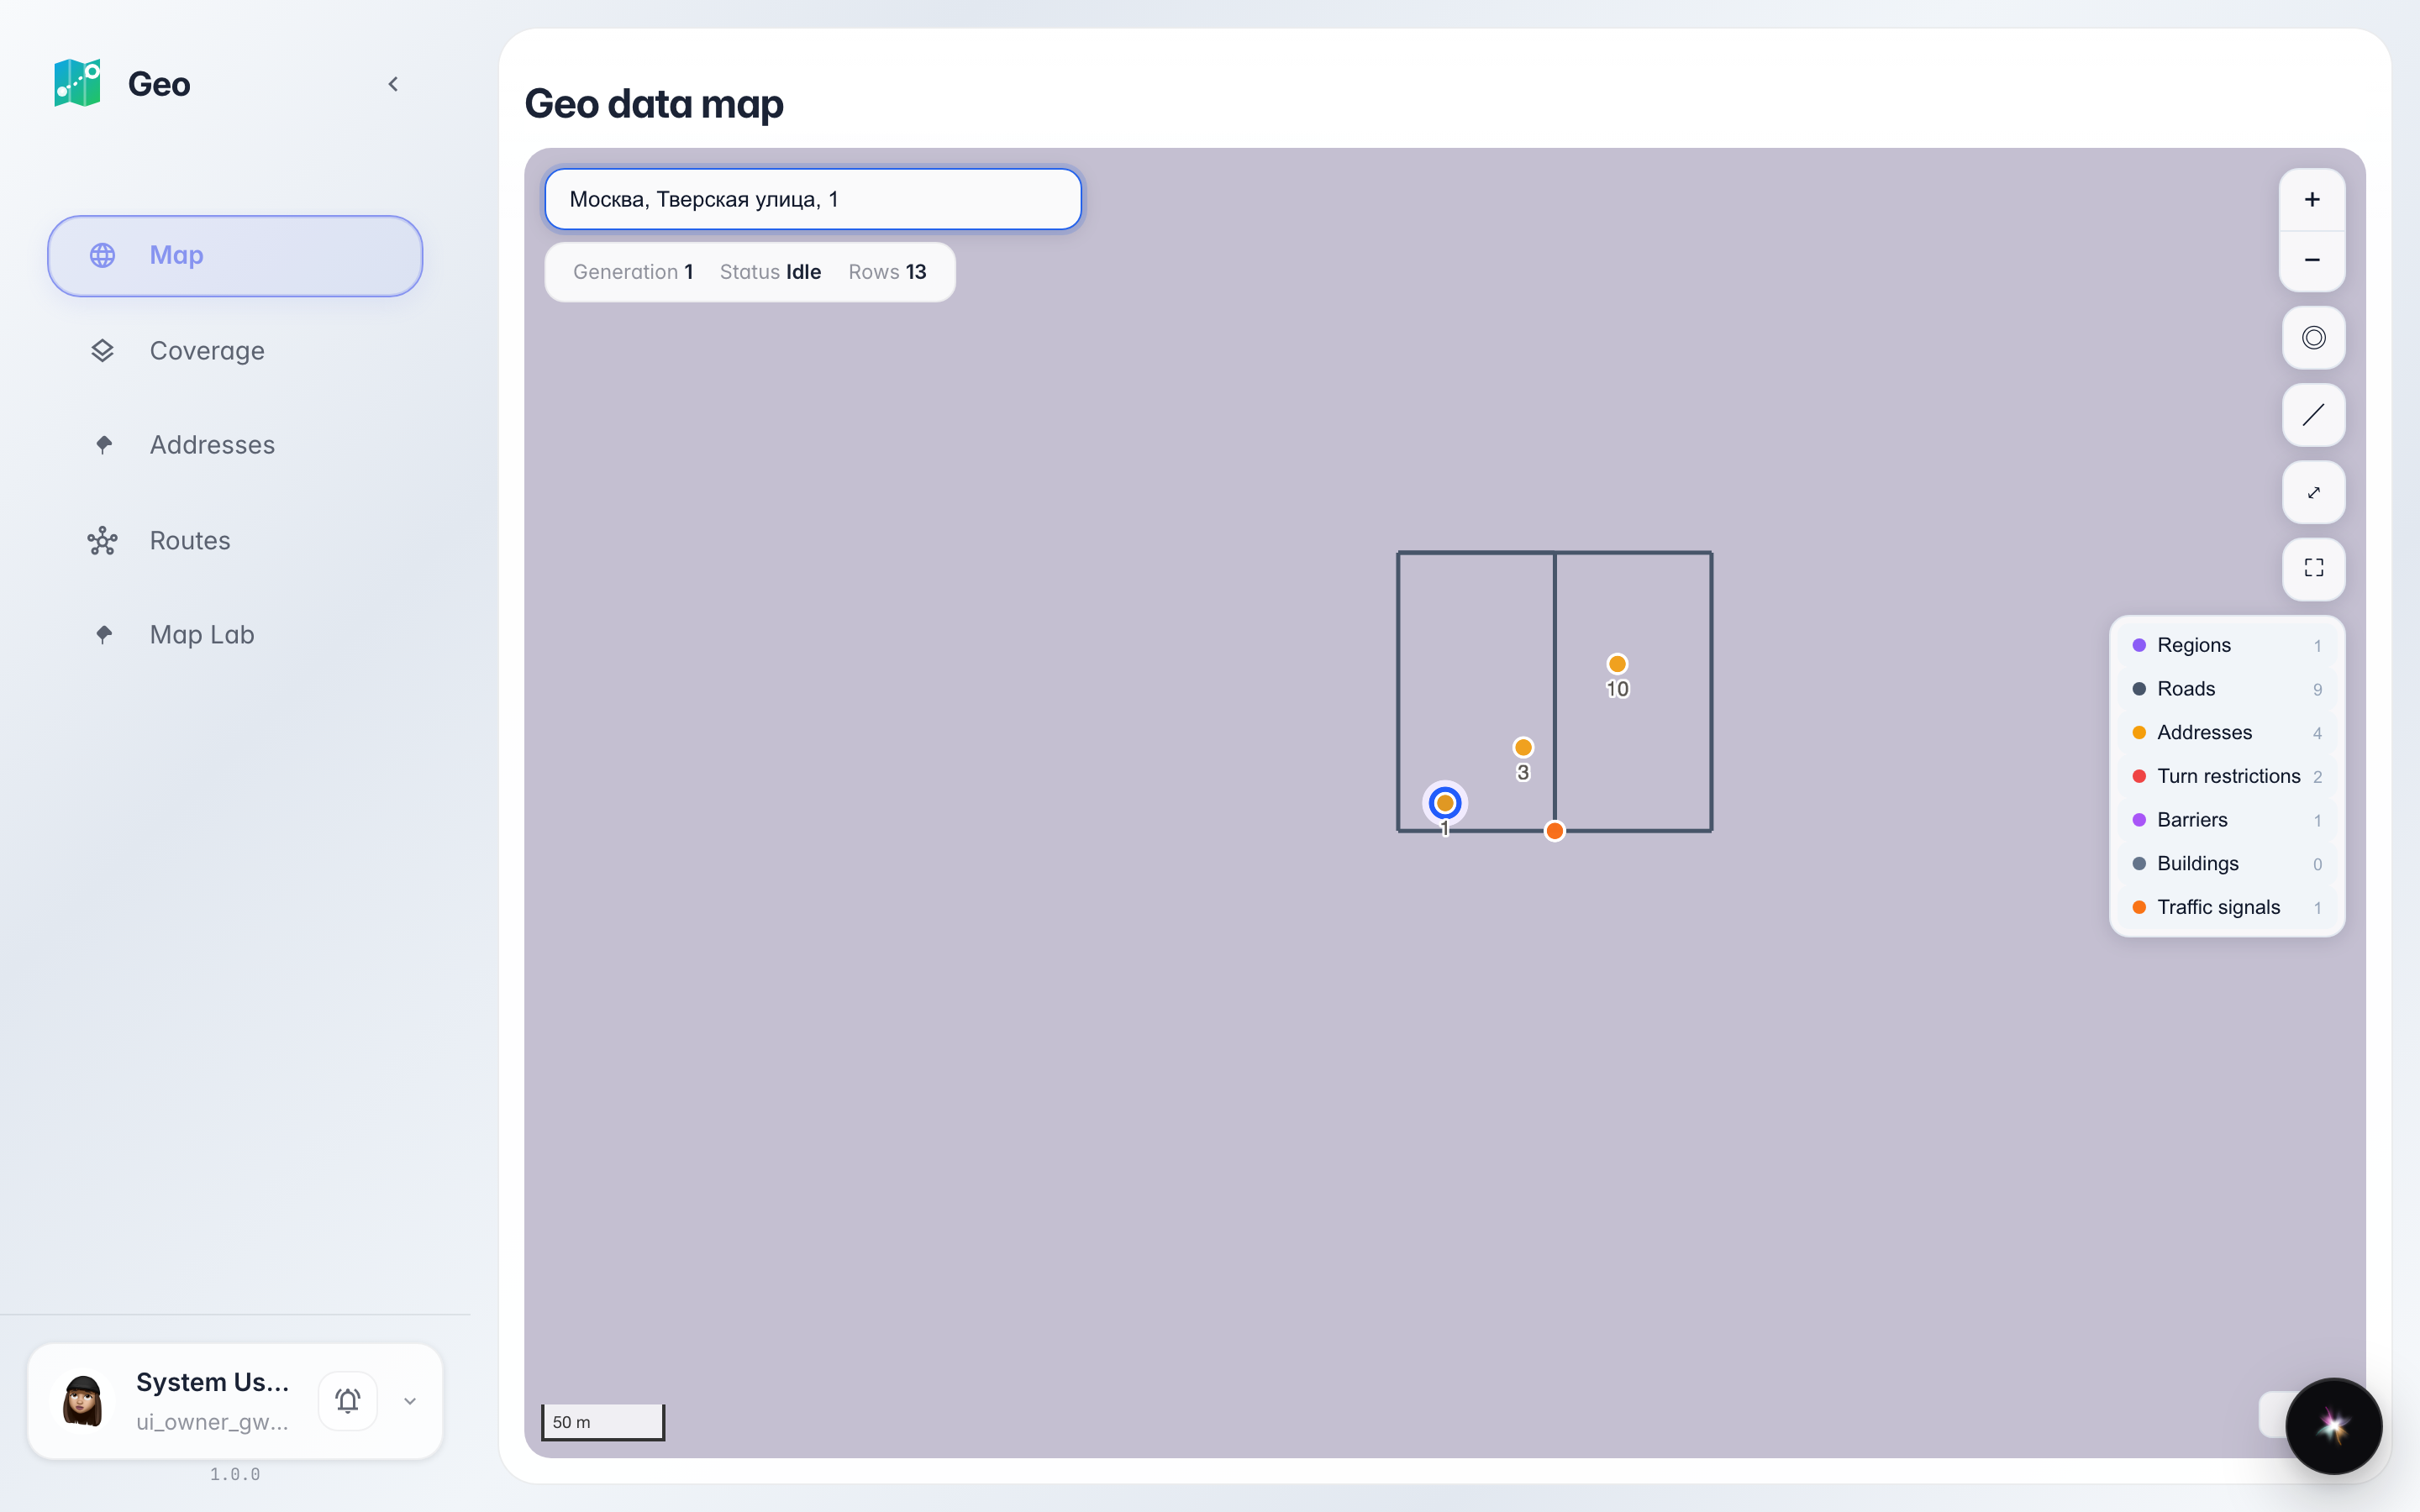 Geo
Map
Coverage
Addresses
Routes
Map Lab
System Us...
ui_owner_gw...
1.0.0
Geo data map
Москва, Тверская улица, 1
Generation 1 Status Idle Rows 13
10
3
1
Regions 1
Roads 9
Addresses 4
Turn restrictions 2
Barriers 1
Buildings 0
Traffic signals 1
50 m